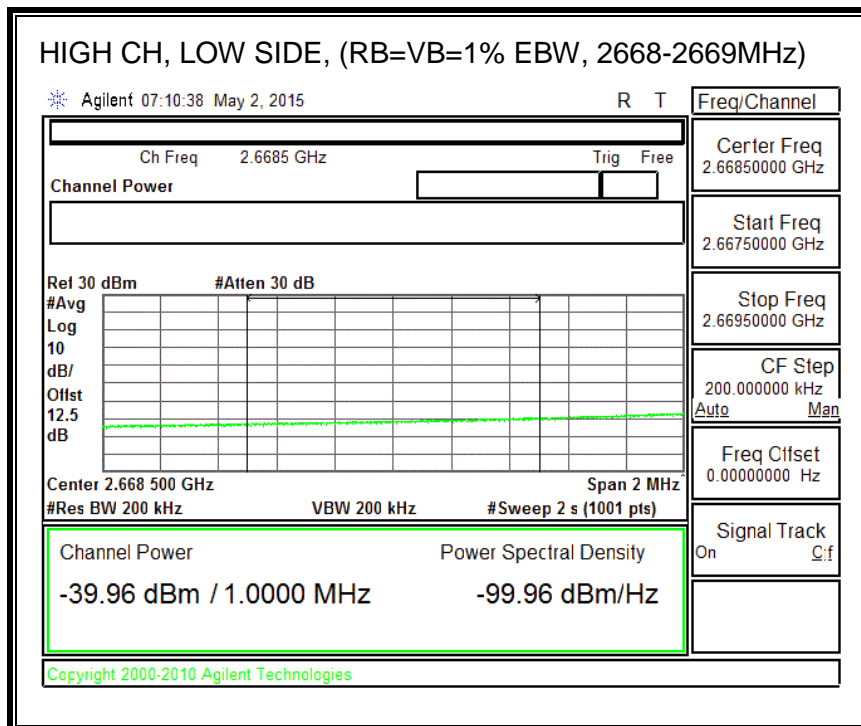 HIGH CH, LOW SIDE, (RB=VB=1% EBW, 2668-2669MHz)
Agilent 07:10:38 May 2, 2015 R T
Freq/Channel
Ch Freq 2.6685 GHz Trig Free
Channel Power
Center Freq
2.66850000 GHz
Start Freq
2.66750000 GHz
Stop Freq
2.66950000 GHz
CF Step
200.000000 kHz
Auto Man
Freq Offset
0.00000000 Hz
Signal Track
On Off
Ref 30 dBm #Atten 30 dB
#Avg
Log
10
dB/
Offst
12.5
dB
Center 2.668 500 GHz Span 2 MHz
#Res BW 200 kHz VBW 200 kHz #Sweep 2 s (1001 pts)
Channel Power Power Spectral Density
-39.96 dBm / 1.0000 MHz -99.96 dBm/Hz
Copyright 2000-2010 Agilent Technologies